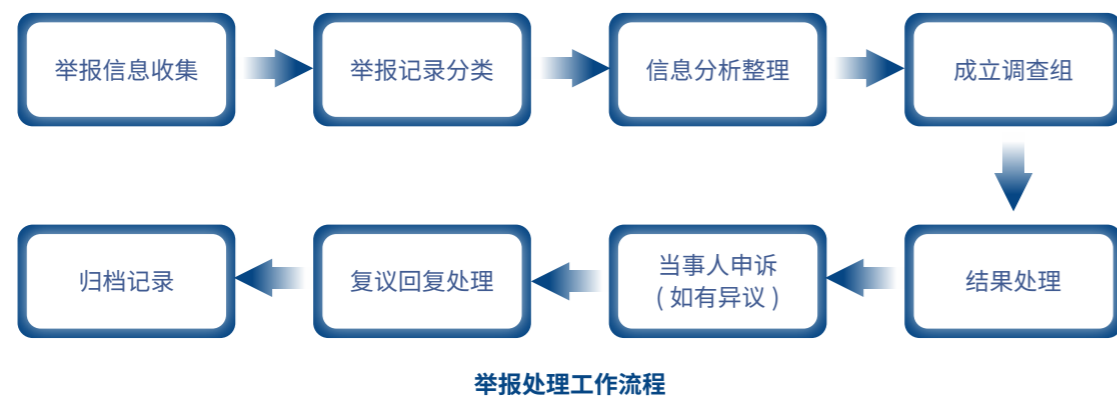 举报信息收集
举报记录分类
信息分析整理
成立调查组
结果处理
当事人申诉
( 如有异议 )
复议回复处理
归档记录
举报处理工作流程